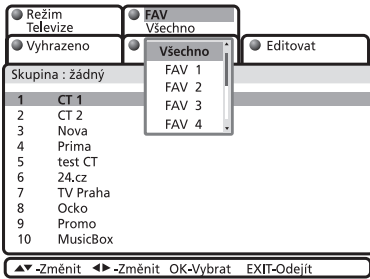 Režim
Televize
FAV
Všechno
Vyhrazeno
Editovat
Všechno
FAV 1
FAV 2
FAV 3
FAV 4
Skupina : žádný
1 CT 1
2 CT 2
3 Nova
4 Prima
5 test CT
6 24.cz
7 TV Praha
8 Ocko
9 Promo
10 MusicBox
▲▼ -Změnit ◀▶ -Změnit OK-Vybrat EXIT-Odejít